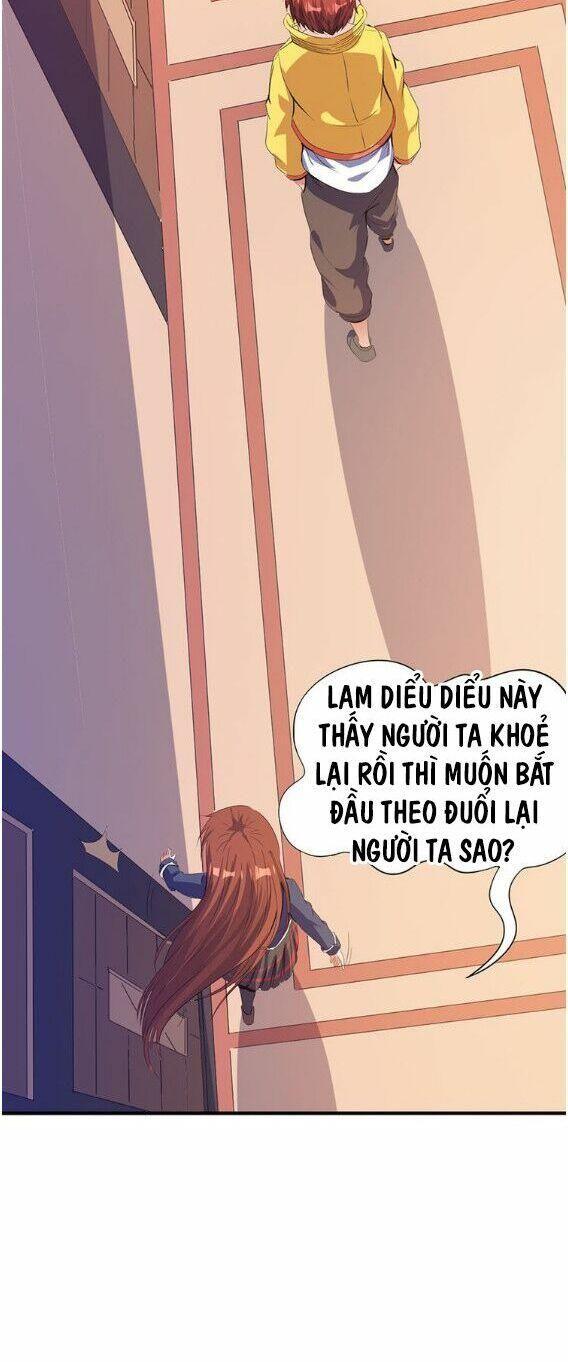 LAM DIỂU DIỂU NÀY
THẤY NGƯỜI TA KHOẺ
LẠI RỒI THÌ MUỐN BẮT
ĐẦU THEO ĐUỔI LẠI
NGƯỜI TA SAO?